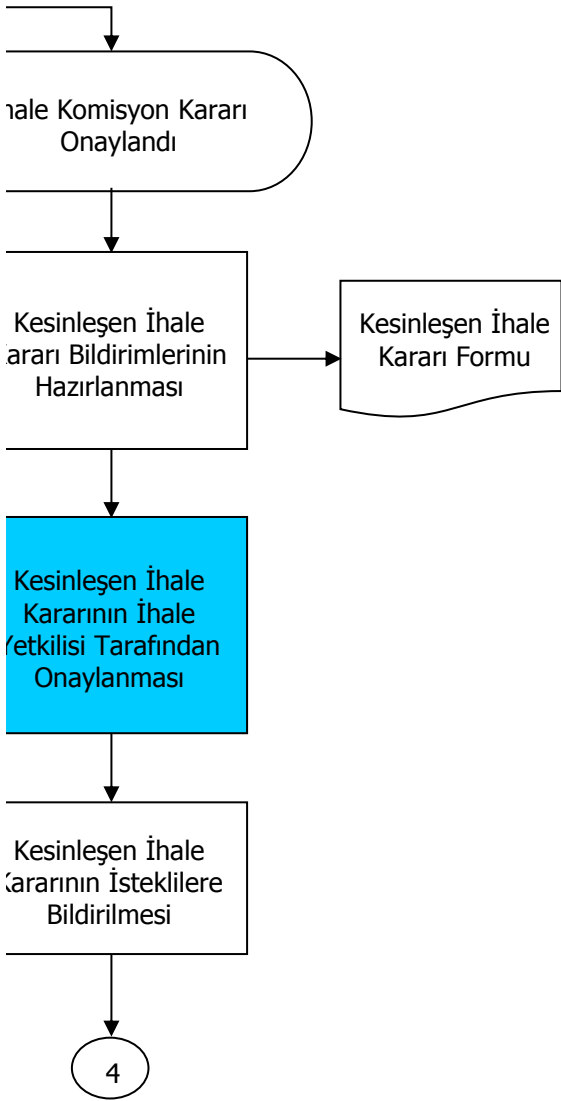 hale Komisyon Kararı
Onaylandı
Kesinleşen İhale
ararı Bildirimlerinin
Hazırlanması
Kesinleşen İhale
Kararı Formu
Kesinleşen İhale
Kararının İhale
Yetkilisi Tarafından
Onaylanması
Kesinleşen İhale
Kararının İsteklilere
Bildirilmesi
4